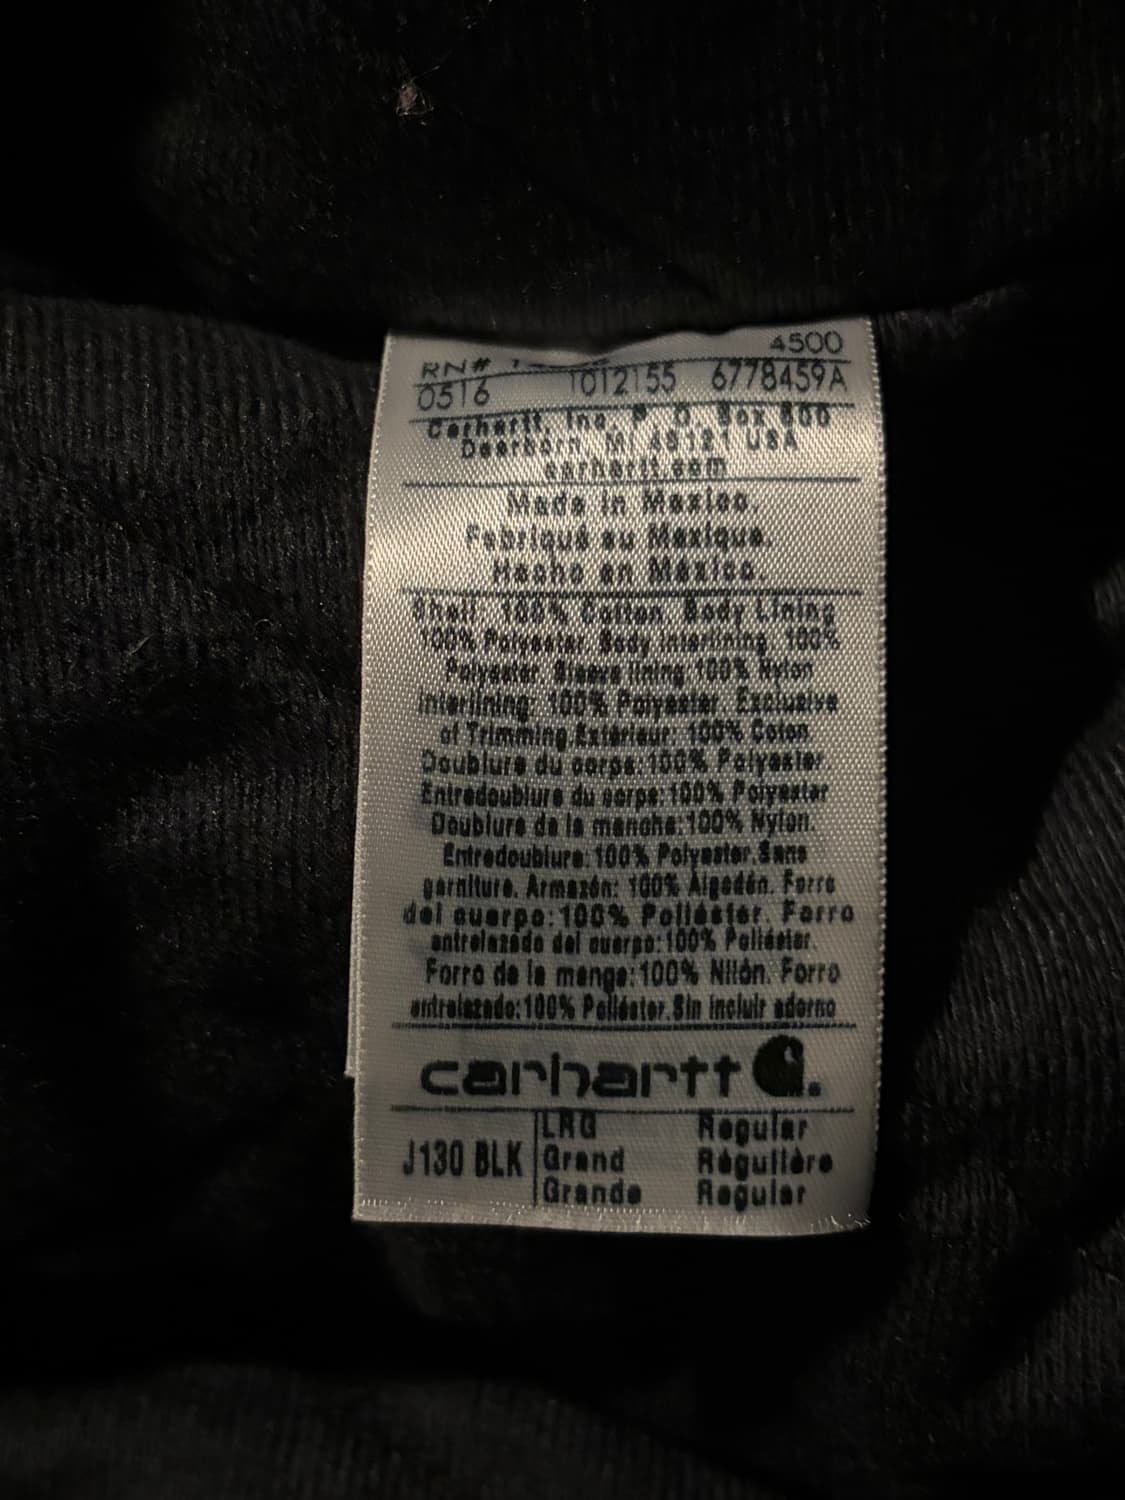 RN# 4500
0516 1012155 6778459A
Carhartt, Inc. P. O. Box 600
Dearborn, MI 48121 USA
carhartt.com
Made in Mexico.
Fabriqué au Mexique.
Hecho en México.
Shell: 100% Cotton. Body Lining
100% Polyester. Body interlining: 100%
Polyester. Sleeve lining 100% Nylon
Interlining: 100% Polyester. Exclusive
of Trimming.Extérieur: 100% Coton
Doublure du corps:100% Polyester.
Entredoublure du corps:100% Polyester
Doublure de la manche:100% Nylon.
Entredoublure:100% Polyester.Sans
garniture. Armazón: 100% Algodón. Forro
del cuerpo:100% Poliéster. Forro
entrelazado del cuerpo:100% Poliéster.
Forro de la manga:100% Nilón. Forro
entrelazado:100% Poliéster.Sin incluir adorno
carhartt
J130 BLK
LRG Regular
Grand Régulière
Grande Regular